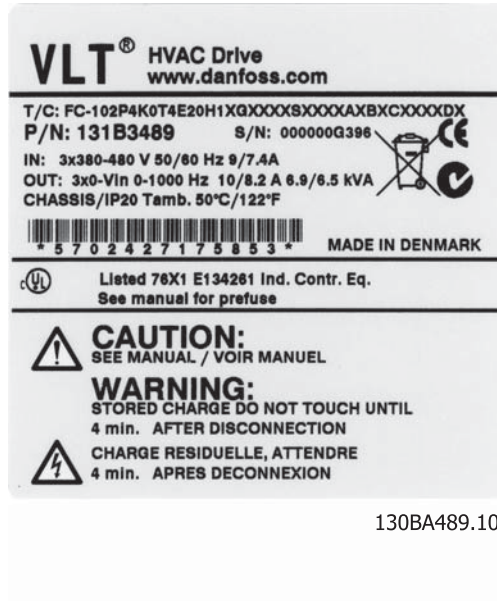 VLT® HVAC Drive
www.danfoss.com
T/C: FC-102P4K0T4E20H1XGXXXXSXXXXAXBXCXXXXDX
P/N: 131B3489 S/N: 000000G396
IN: 3x380-480 V 50/60 Hz 9/7.4A
OUT: 3x0-Vin 0-1000 Hz 10/8.2 A 6.9/6.5 kVA
CHASSIS/IP20 Tamb. 50°C/122°F
CE
* 5 7 0 2 4 2 7 1 7 5 8 5 3 * MADE IN DENMARK
c UL Listed 76X1 E134261 Ind. Contr. Eq.
See manual for prefuse
CAUTION:
SEE MANUAL / VOIR MANUEL
WARNING:
STORED CHARGE DO NOT TOUCH UNTIL
4 min. AFTER DISCONNECTION
CHARGE RESIDUELLE, ATTENDRE
4 min. APRES DECONNEXION
130BA489.10